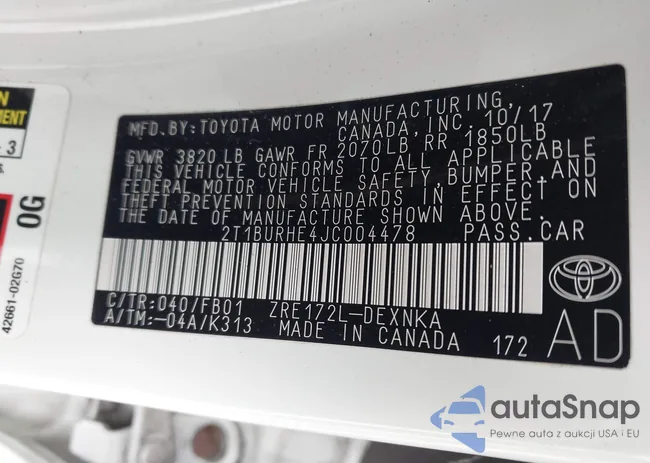 N
EMENT
3
s.
OG
42661-02G70
MFD.BY:TOYOTA MOTOR MANUFACTURING,
CANADA, INC. 10/17
GVWR 3820 LB GAWR FR 2070LB, RR 1850LB
THIS VEHICLE CONFORMS TO ALL APPLICABLE
FEDERAL MOTOR VEHICLE SAFETY, BUMPER, AND
THEFT PREVENTION STANDARDS IN EFFECT ON
THE DATE OF MANUFACTURE SHOWN ABOVE.
2T1BURHE4JC004478 PASS.CAR
C/TR:040/FB01 ZRE172L-DEXNKA
A/TM:-04A/K313 MADE IN CANADA 172
AD
autaSnap
Pewne auta z aukcji USA i EU